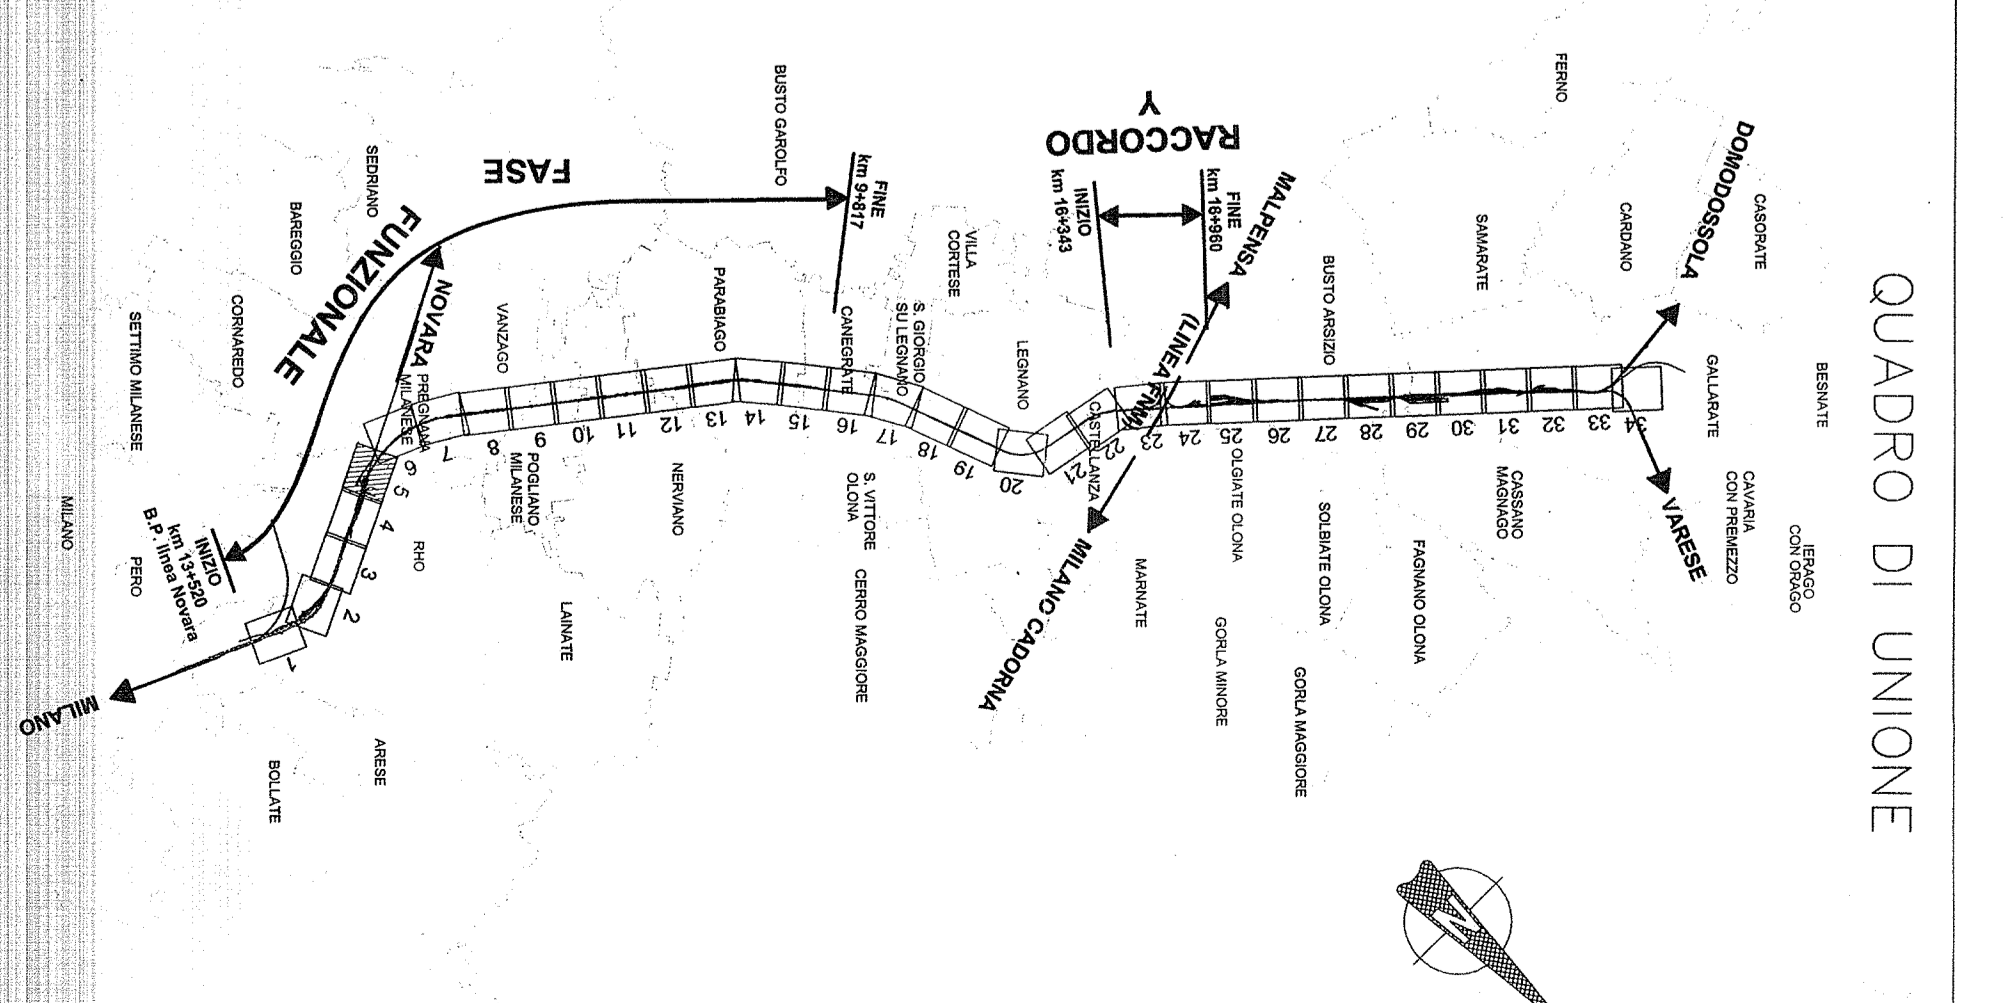 QUADRO DI UNIONE
BESNATE
IERAGO
CON ORAGO
CAVARIA
CON PREMEZZO
CASORATE
GALLARATE
DOMODOSSOLA
VARESE
FERNO
CARDANO
SAMARATE
CASSANO
MAGNAGO
BUSTO ARSIZIO
FAGNANO OLONA
SOLBIATE OLONA
GORLA MAGGIORE
GORLA MINORE
OLGIATE OLONA
MARNATE
MALPENSA
(LINEA FNM)
MILANO CADORNA
RACCORDO
Y
FINE
km 16+960
INIZIO
km 16+343
CASTELLANZA
LEGNANO
VILLA
CORTESE
S. GIORGIO
SU LEGNANO
CANEGRATE
FINE
km 9+817
S. VITTORE
OLONA
CERRO MAGGIORE
BUSTO GAROLFO
PARABIAGO
NERVIANO
FASE
FUNZIONALE
VANZAGO
POGLIANO
MILANESE
LAINATE
NOVARA
PREGNANA
MILANESE
RHO
SEDRIANO
BAREGGIO
CORNAREDO
SETTIMO MILANESE
ARESE
BOLLATE
INIZIO
km 13+520
B.P. linea Novara
PERO
MILANO
MILANO
1
2
3
4
5
6
7
8
9
10
11
12
13
14
15
16
17
18
19
20
21
22
23
24
25
26
27
28
29
30
31
32
33
34
N